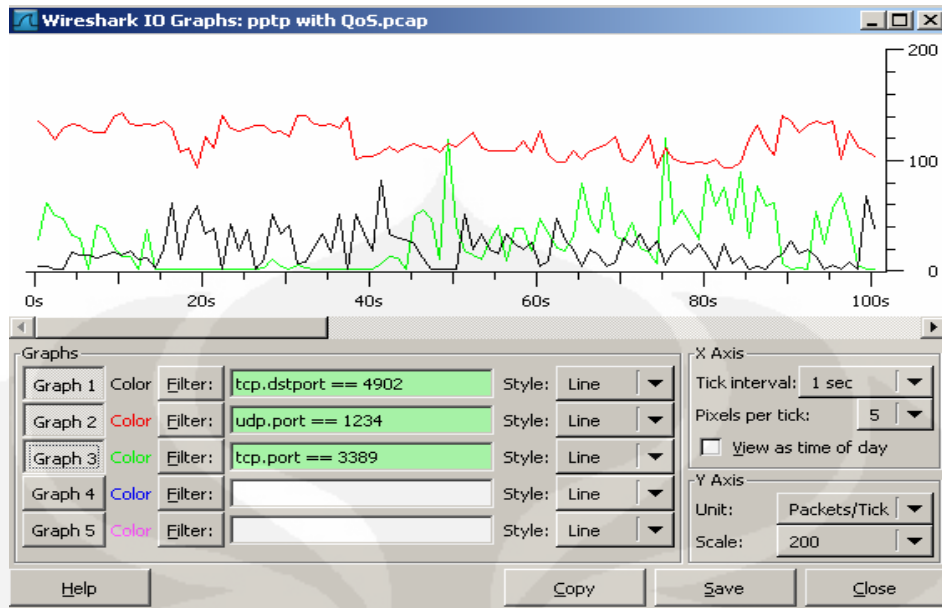 Wireshark IO Graphs: pptp with QoS.pcap
200
100
0
0s 20s 40s 60s 80s 100s
Graphs
Graph 1 Color Filter: tcp.dstport == 4902 Style: Line
Graph 2 Color Filter: udp.port == 1234 Style: Line
Graph 3 Color Filter: tcp.port == 3389 Style: Line
Graph 4 Color Filter: Style: Line
Graph 5 Color Filter: Style: Line
X Axis
Tick interval: 1 sec
Pixels per tick: 5
View as time of day
Y Axis
Unit: Packets/Tick
Scale: 200
Help Copy Save Close